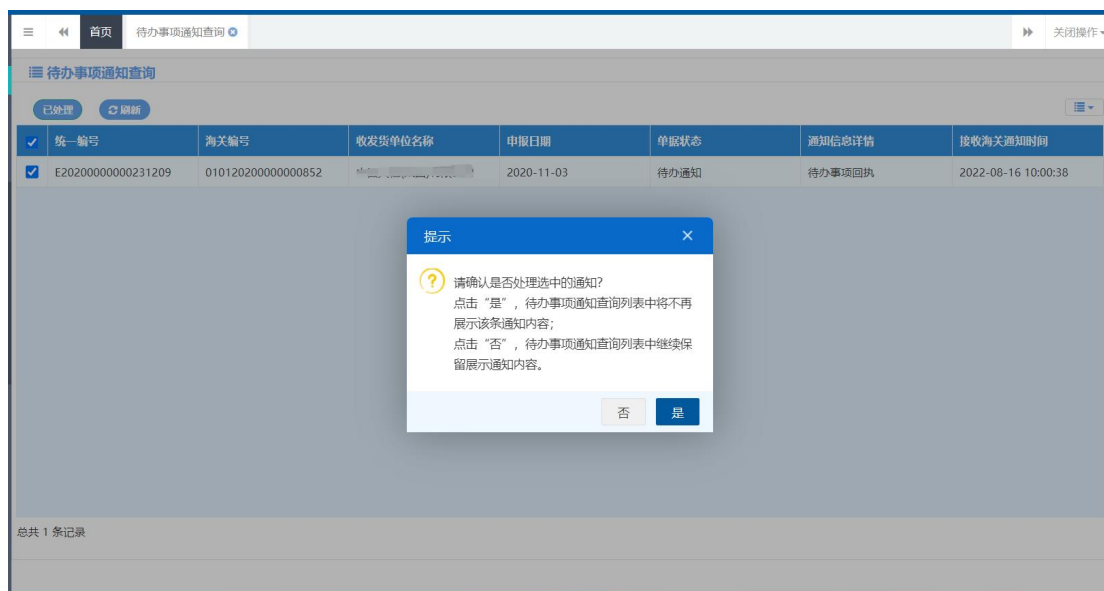 首页 待办事项通知查询 关闭操作
待办事项通知查询
已处理 刷新
统一编号 海关编号 收发货单位名称 申报日期 单据状态 通知信息详情 接收海关通知时间
E20200000000231209 010120200000000852 2020-11-03 待办通知 待办事项回执 2022-08-16 10:00:38
提示
请确认是否处理选中的通知?
点击“是”，待办事项通知查询列表中将不再
展示该条通知内容;
点击“否”，待办事项通知查询列表中继续保
留展示通知内容。
否 是
总共 1 条记录